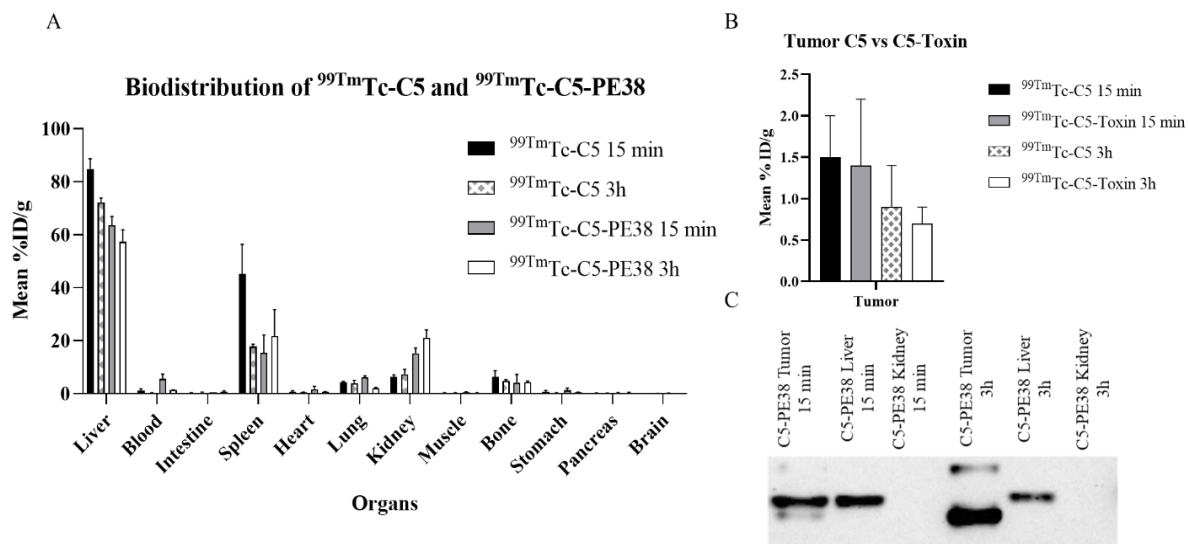 A
Biodistribution of 99TmTc-C5 and 99TmTc-C5-PE38
Mean %ID/g
100
80
60
40
20
0
99TmTc-C5 15 min
99TmTc-C5 3h
99TmTc-C5-PE38 15 min
99TmTc-C5-PE38 3h
Liver
Blood
Intestine
Spleen
Heart
Lung
Kidney
Muscle
Bone
Stomach
Pancreas
Brain
Organs
B
Tumor C5 vs C5-Toxin
Mean % ID/g
2.5
2.0
1.5
1.0
0.5
0.0
Tumor
99TmTc-C5 15 min
99TmTc-C5-Toxin 15 min
99TmTc-C5 3h
99TmTc-C5-Toxin 3h
C
C5-PE38 Tumor
15 min
C5-PE38 Liver
15 min
C5-PE38 Kidney
15 min
C5-PE38 Tumor
3h
C5-PE38 Liver
3h
C5-PE38 Kidney
3h